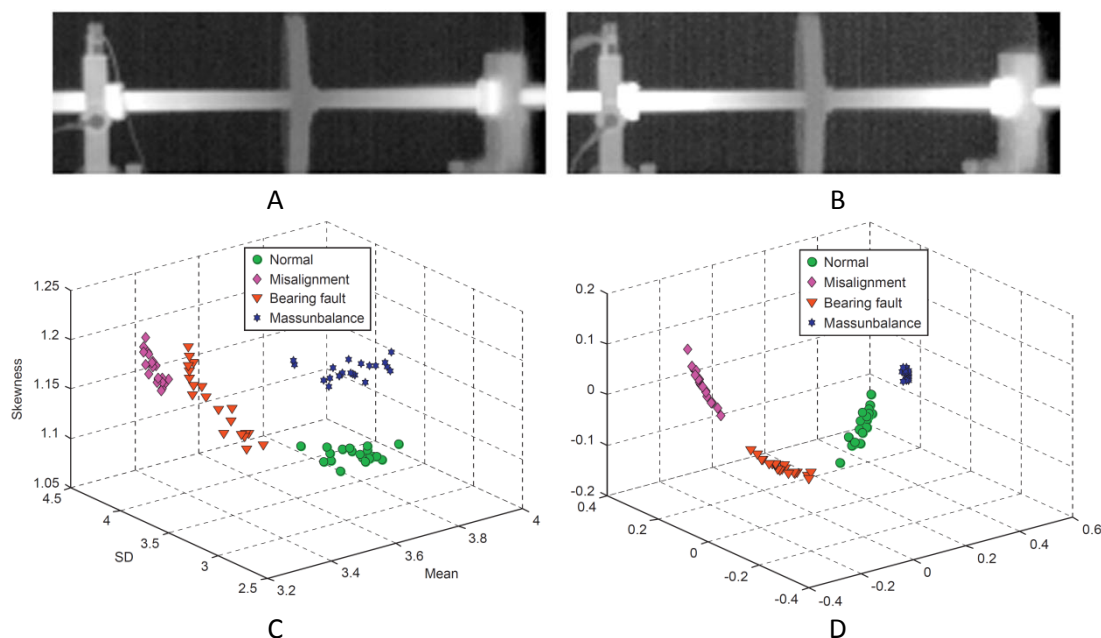 A
B
Normal
Misalignment
Bearing fault
Massunbalance
1.25
1.2
1.15
1.1
1.05
Skewness
4.5
4
3.5
3
2.5
SD
3.2
3.4
3.6
3.8
4
Mean
C
Normal
Misalignment
Bearing fault
Massunbalance
0.2
0.1
0
-0.1
-0.2
0.4
0.2
0
-0.2
-0.4
-0.4
-0.2
0
0.2
0.4
0.6
D